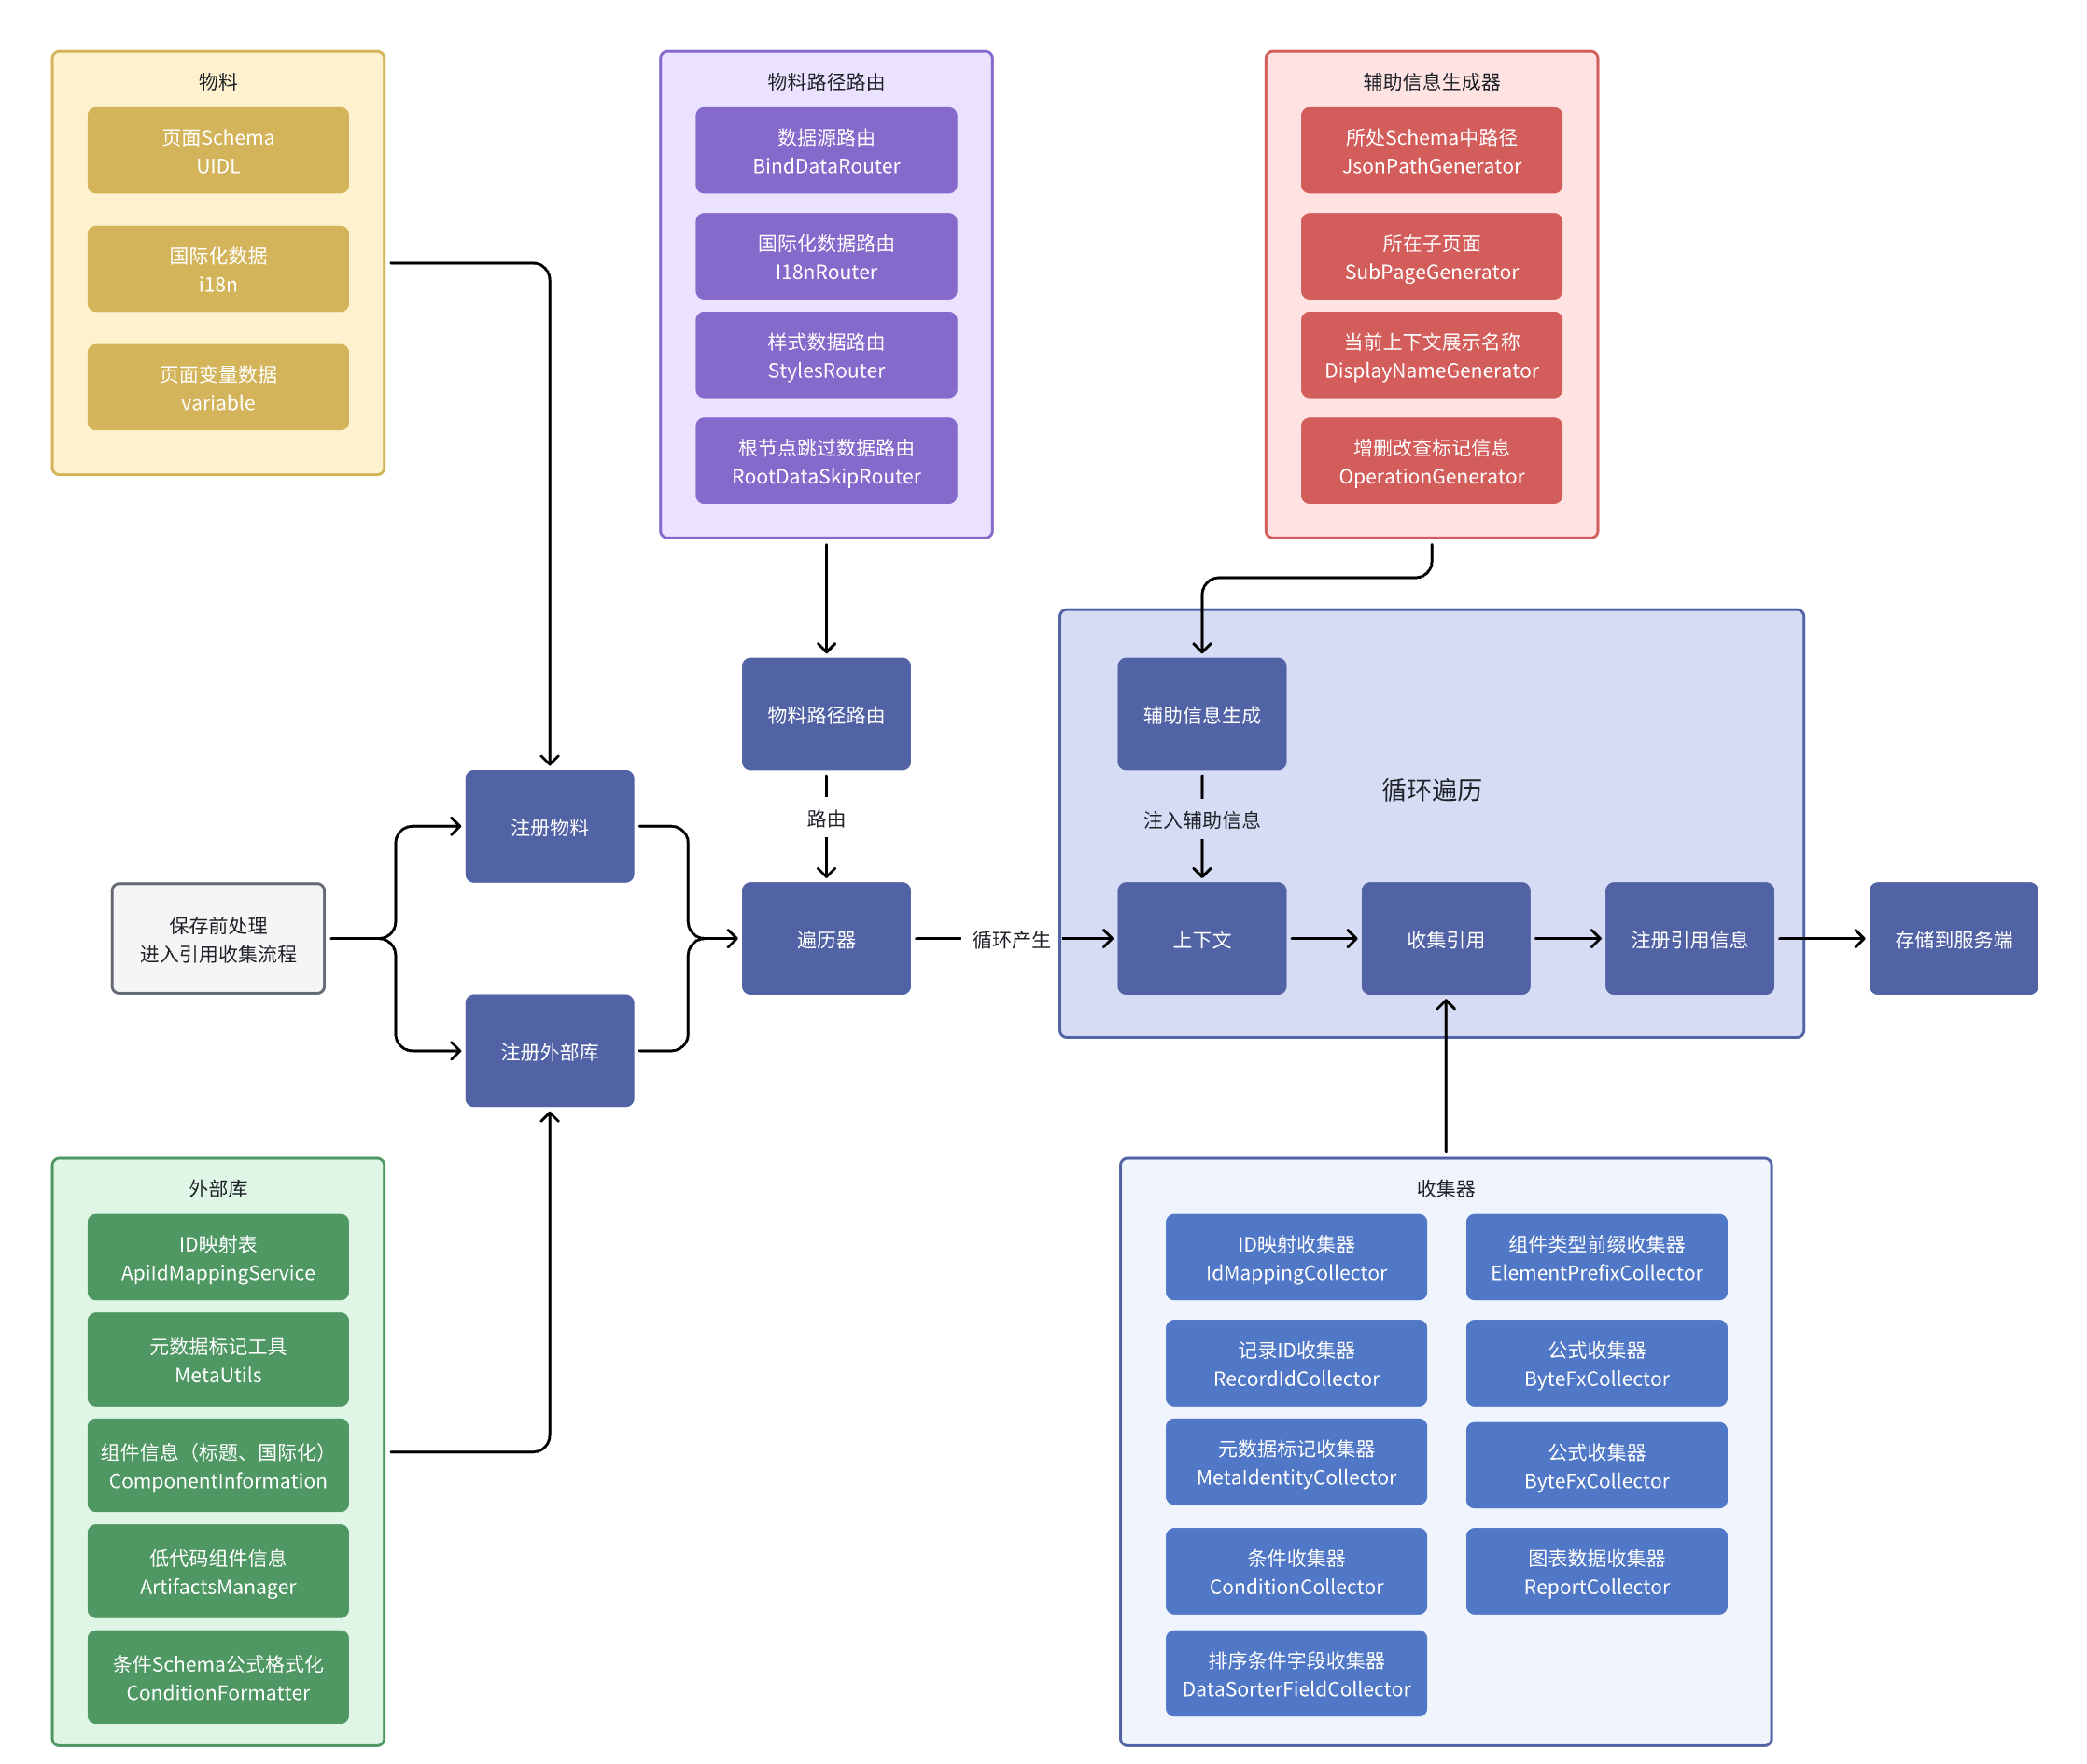 物料
页面Schema
UIDL
国际化数据
i18n
页面变量数据
variable
物料路径路由
数据源路由
BindDataRouter
国际化数据路由
I18nRouter
样式数据路由
StylesRouter
根节点跳过数据路由
RootDataSkipRouter
辅助信息生成器
所处Schema中路径
JsonPathGenerator
所在子页面
SubPageGenerator
当前上下文展示名称
DisplayNameGenerator
增删改查标记信息
OperationGenerator
物料路径路由
路由
辅助信息生成
注入辅助信息
循环遍历
保存前处理
进入引用收集流程
注册物料
注册外部库
遍历器
循环产生
上下文
收集引用
注册引用信息
存储到服务端
外部库
ID映射表
ApiIdMappingService
元数据标记工具
MetaUtils
组件信息（标题、国际化）
ComponentInformation
低代码组件信息
ArtifactsManager
条件Schema公式格式化
ConditionFormatter
收集器
ID映射收集器
IdMappingCollector
组件类型前缀收集器
ElementPrefixCollector
记录ID收集器
RecordIdCollector
公式收集器
ByteFxCollector
元数据标记收集器
MetaIdentityCollector
公式收集器
ByteFxCollector
条件收集器
ConditionCollector
图表数据收集器
ReportCollector
排序条件字段收集器
DataSorterFieldCollector